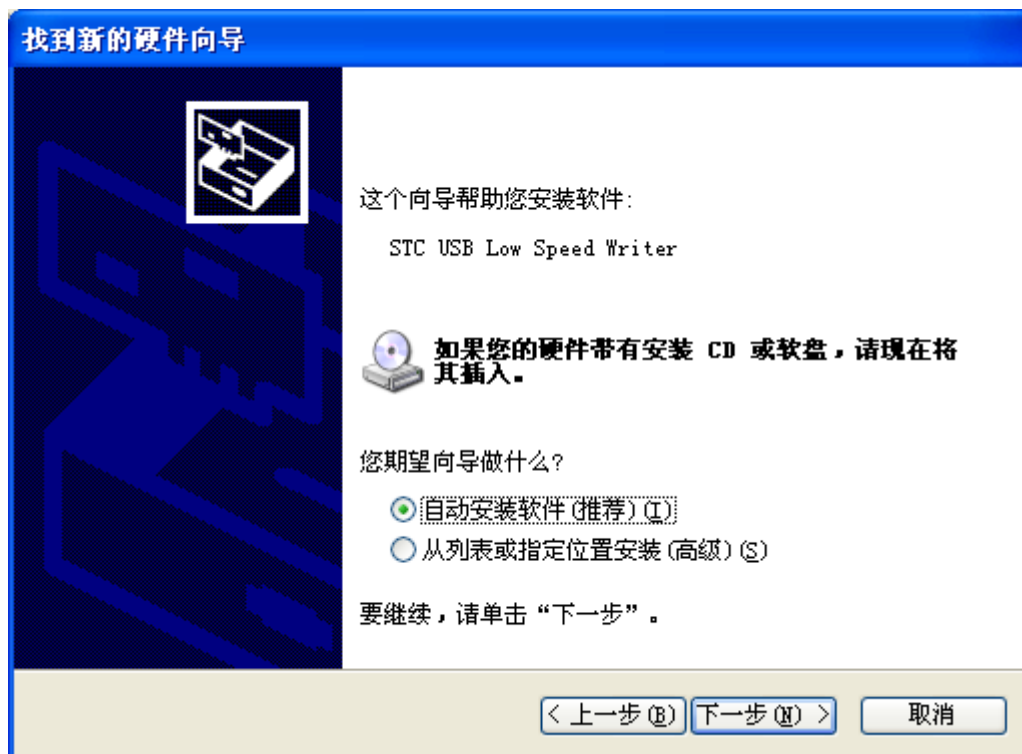 找到新的硬件向导
这个向导帮助您安装软件:
STC USB Low Speed Writer
如果您的硬件带有安装 CD 或软盘，请现在将
其插入。
您期望向导做什么?
自动安装软件(推荐)(I)
从列表或指定位置安装(高级)(S)
要继续，请单击“下一步”。
< 上一步(B) 下一步(N) > 取消